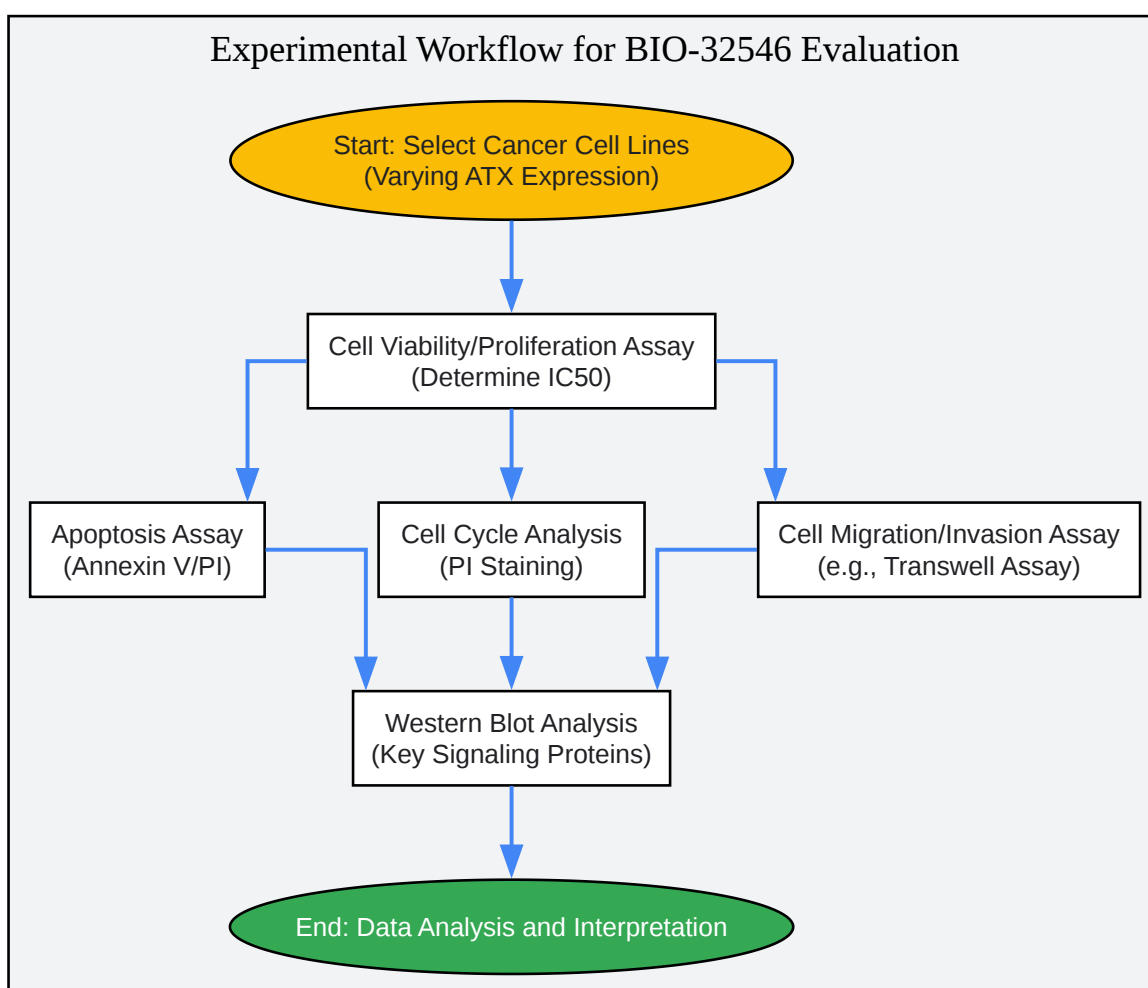 Experimental Workflow for BIO-32546 Evaluation
Start: Select Cancer Cell Lines
(Varying ATX Expression)
Cell Viability/Proliferation Assay
(Determine IC50)
Apoptosis Assay
(Annexin V/PI)
Cell Cycle Analysis
(PI Staining)
Cell Migration/Invasion Assay
(e.g., Transwell Assay)
Western Blot Analysis
(Key Signaling Proteins)
End: Data Analysis and Interpretation